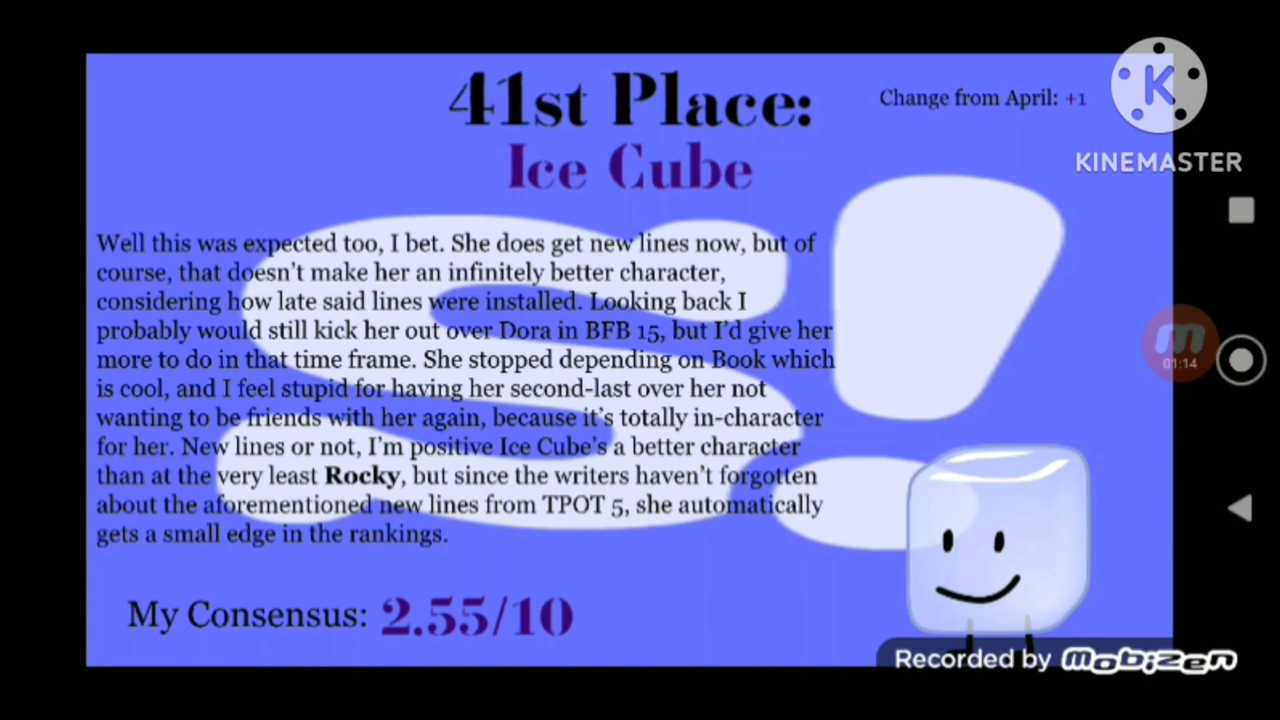 41st Place:
Change from April: +1
Ice Cube
KINEMASTER
Well this was expected too, I bet. She does get new lines now, but of
course, that doesn't make her an infinitely better character,
considering how late said lines were installed. Looking back I
probably would still kick her out over Dora in BFB 15, but I'd give her
more to do in that time frame. She stopped depending on Book which
is cool, and I feel stupid for having her second-last over her not
wanting to be friends with her again, because it's totally in-character
for her. New lines or not, I'm positive Ice Cube's a better character
than at the very least Rocky, but since the writers haven't forgotten
about the aforementioned new lines from TPOT 5, she automatically
gets a small edge in the rankings.
01:14
My Consensus: 2.55/10
Recorded by Mobizen